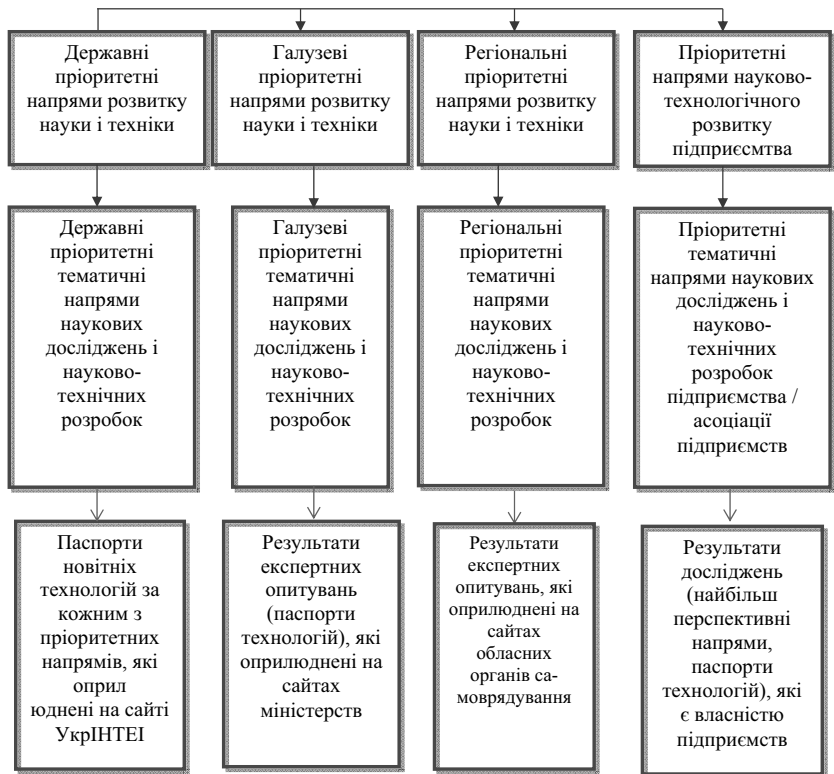 Державні
пріоритетні
напрями розвитку
науки і техніки
Галузеві
пріоритетні
напрями розвитку
науки і техніки
Регіональні
пріоритетні
напрями розвитку
науки і техніки
Пріоритетні
напрями науково-
технологічного
розвитку
підприсмтва
Державні
пріоритетні
тематичні
напрями
наукових
досліджень і
науково-
технічних
розробок
Галузеві
пріоритетні
тематичні
напрями
наукових
досліджень і
науково-
технічних
розробок
Регіональні
пріоритетні
тематичні
напрями
наукових
досліджень і
науково-
технічних
розробок
Пріоритетні
тематичні
напрями наукових
досліджень і
науково-
технічних
розробок
підприємства /
асоціації
підприємств
Паспорти
новітніх
технологій за
кожним з
пріоритетних
напрямів, які
оприл
юднені на сайті
УкрІНТЕІ
Результати
експертних
опитувань
(паспорти
технологій), які
оприлюднені на
сайтах
міністерств
Результати
експертних
опитувань, які
оприлюднені на
сайтах
обласних
органів са-
моврядування
Результати
досліджень
(найбільш
перспективні
напрями,
паспорти
технологій), які
є власністю
підприємств